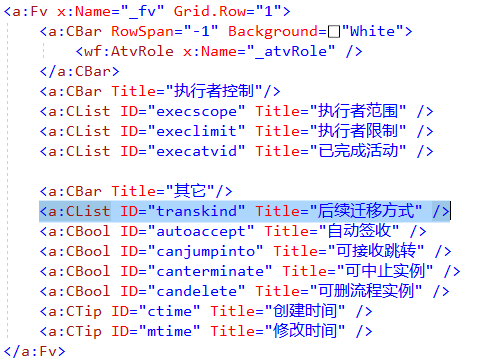 <a:Fv x:Name="_fv" Grid.Row="1">
<a:CBar RowSpan="-1" Background="White">
<wf:AtvRole x:Name="_atvRole" />
</a:CBar>
<a:CBar Title="执行者控制"/>
<a:CList ID="execscope" Title="执行者范围" />
<a:CList ID="execlimit" Title="执行者限制" />
<a:CList ID="execatvid" Title="已完成活动" />
<a:CBar Title="其它"/>
<a:CList ID="transkind" Title="后续迁移方式" />
<a:CBool ID="autoaccept" Title="自动签收" />
<a:CBool ID="canjumpinto" Title="可接收跳转" />
<a:CBool ID="canterminate" Title="可中止实例" />
<a:CBool ID="candelete" Title="可删流程实例" />
<a:CTip ID="ctime" Title="创建时间" />
<a:CTip ID="mtime" Title="修改时间" />
</a:Fv>